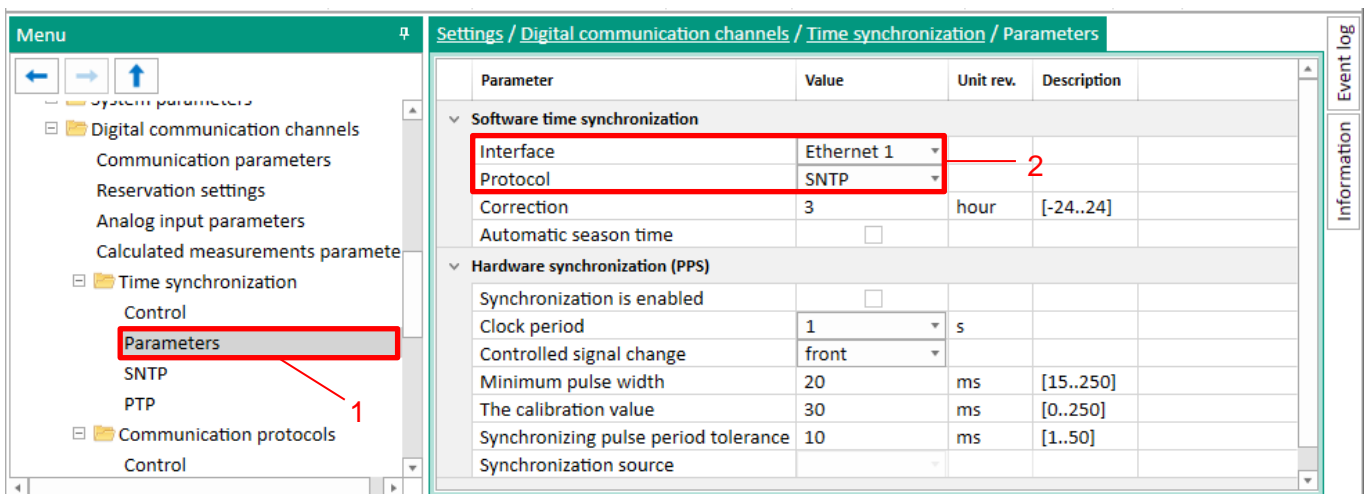 Menu
System parameters
Digital communication channels
Communication parameters
Reservation settings
Analog input parameters
Calculated measurements paramete
Time synchronization
Control
Parameters
SNTP
PTP
Communication protocols
Control
1
Settings / Digital communication channels / Time synchronization / Parameters
Parameter Value Unit rev. Description
Software time synchronization
Interface Ethernet 1
Protocol SNTP
2
Correction 3 hour [-24..24]
Automatic season time
Hardware synchronization (PPS)
Synchronization is enabled
Clock period 1 s
Controlled signal change front
Minimum pulse width 20 ms [15..250]
The calibration value 30 ms [0..250]
Synchronizing pulse period tolerance 10 ms [1..50]
Synchronization source
Event log
Information